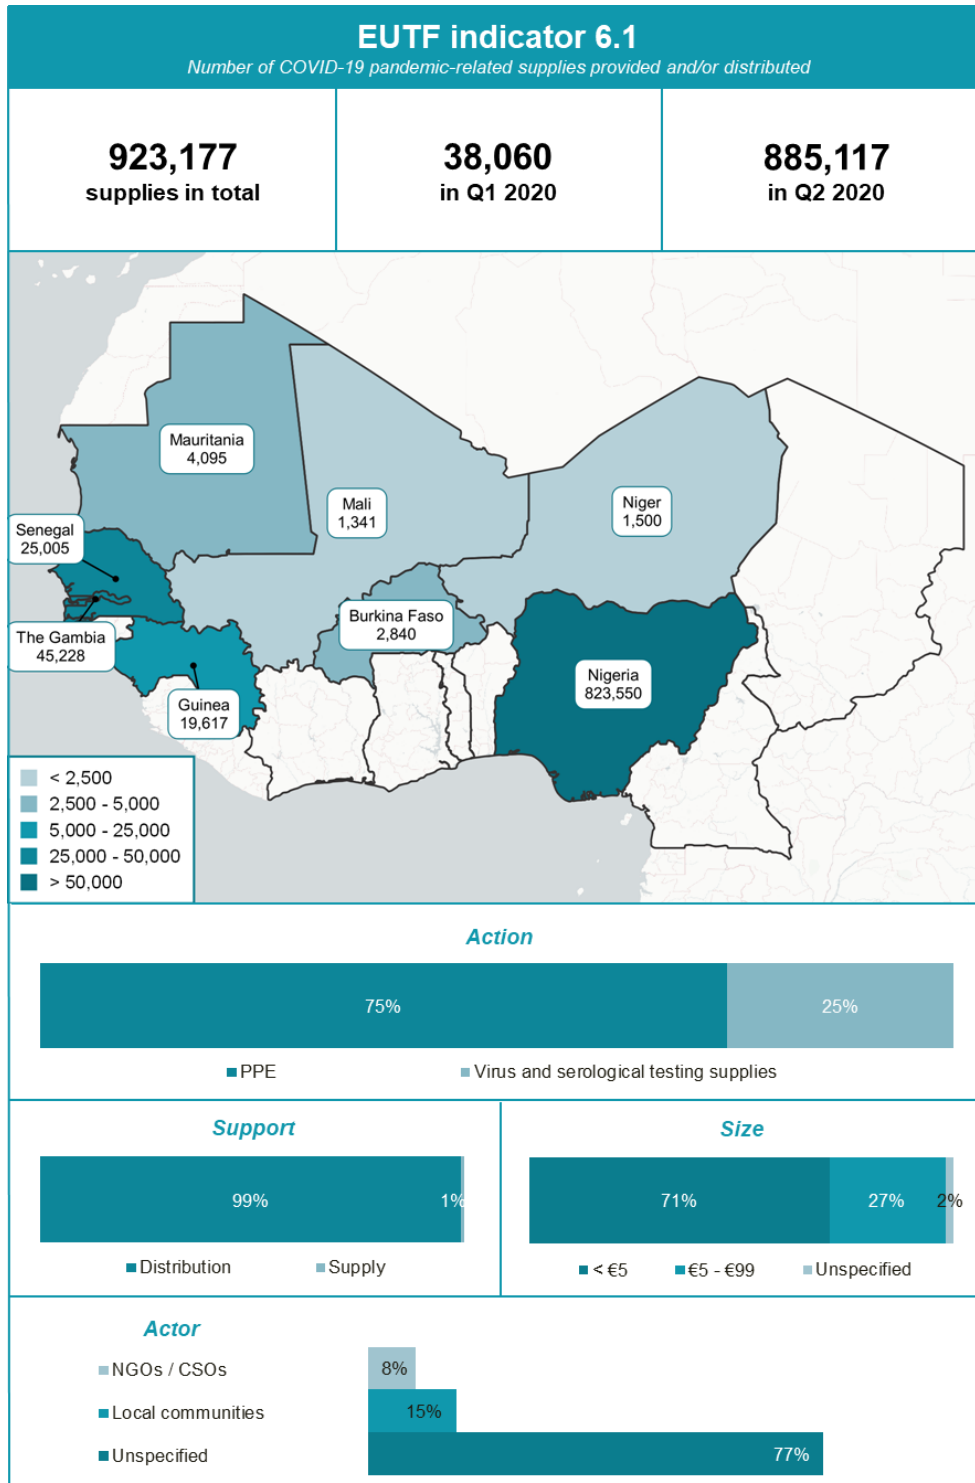 EUTF indicator 6.1
Number of COVID-19 pandemic-related supplies provided and/or distributed
923,177
supplies in total
38,060
in Q1 2020
885,117
in Q2 2020
Mauritania
4,095
Mali
1,341
Niger
1,500
Senegal
25,005
The Gambia
45,228
Burkina Faso
2,840
Nigeria
823,550
Guinea
19,617
< 2,500
2,500 - 5,000
5,000 - 25,000
25,000 - 50,000
> 50,000
Action
75%
25%
PPE
Virus and serological testing supplies
Support
99%
1%
Distribution
Supply
Size
71%
27%
2%
< €5
€5 - €99
Unspecified
Actor
NGOs / CSOs
8%
Local communities
15%
Unspecified
77%